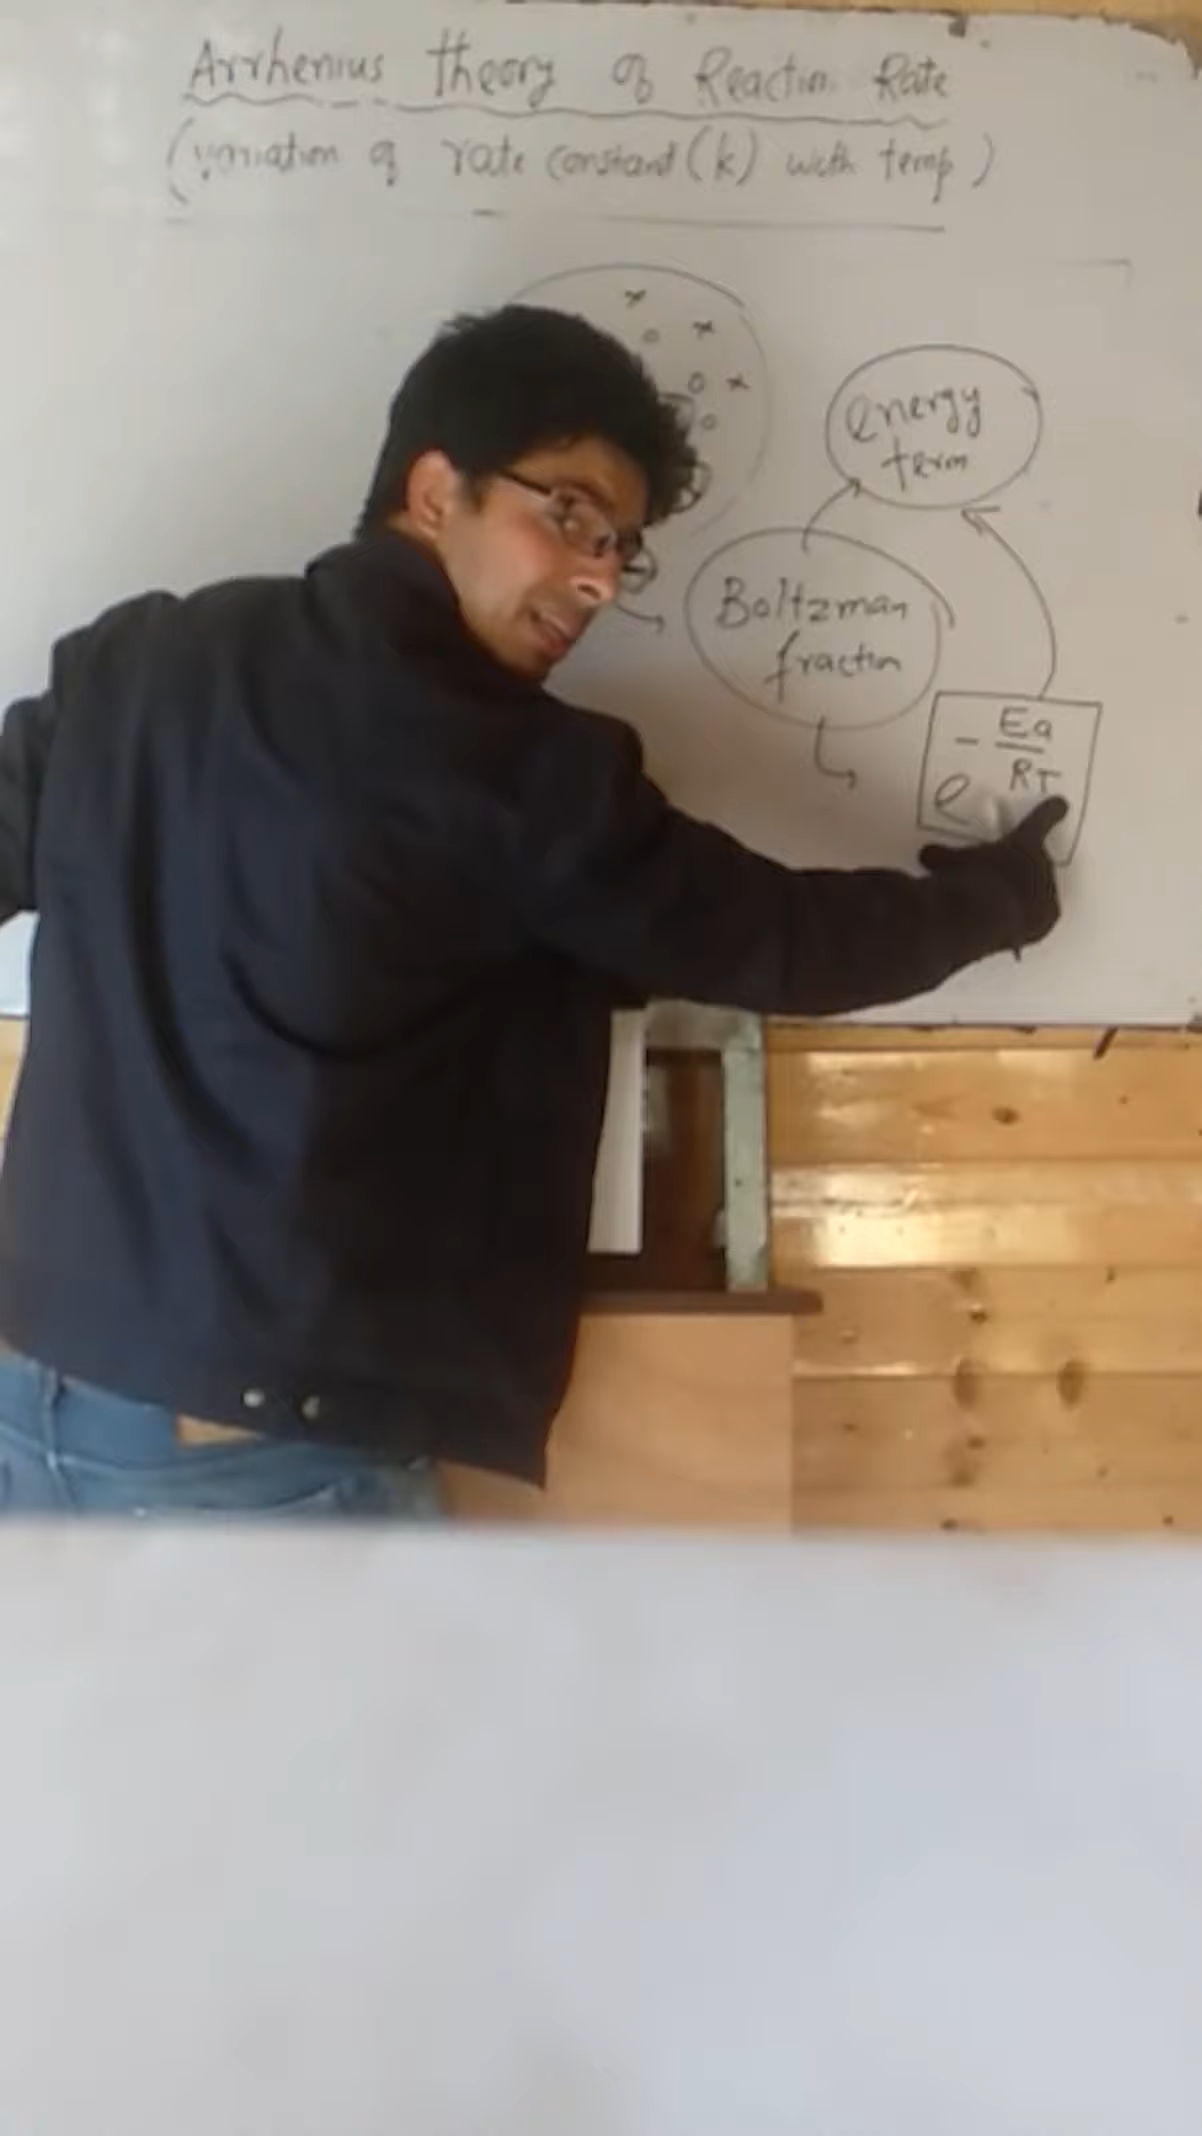 Arrhenius theory of Reaction Rate
(variation of rate constant (k) with temp)
energy
term
Boltzman
fraction
e - Ea
RT